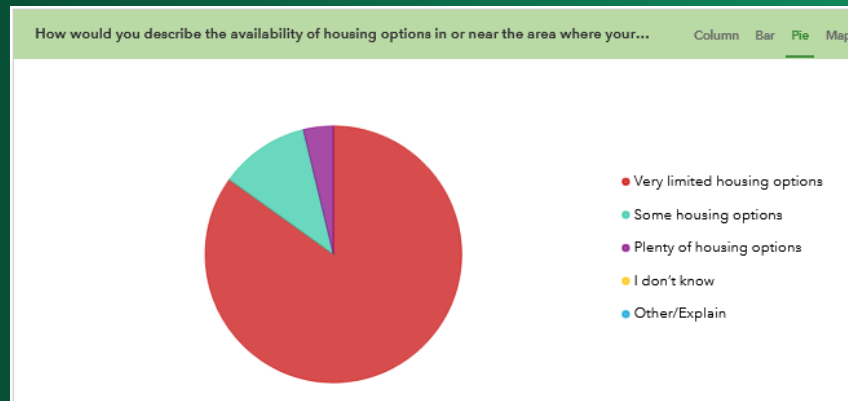 How would you describe the availability of housing options in or near the area where your...
Column Bar Pie Map
Very limited housing options
Some housing options
Plenty of housing options
I don't know
Other/Explain